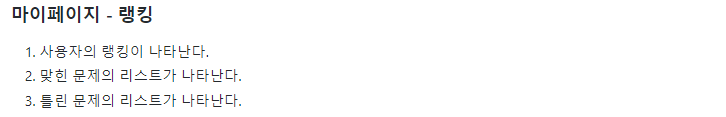 마이페이지 - 랭킹
1. 사용자의 랭킹이 나타난다.
2. 맞힌 문제의 리스트가 나타난다.
3. 틀린 문제의 리스트가 나타난다.